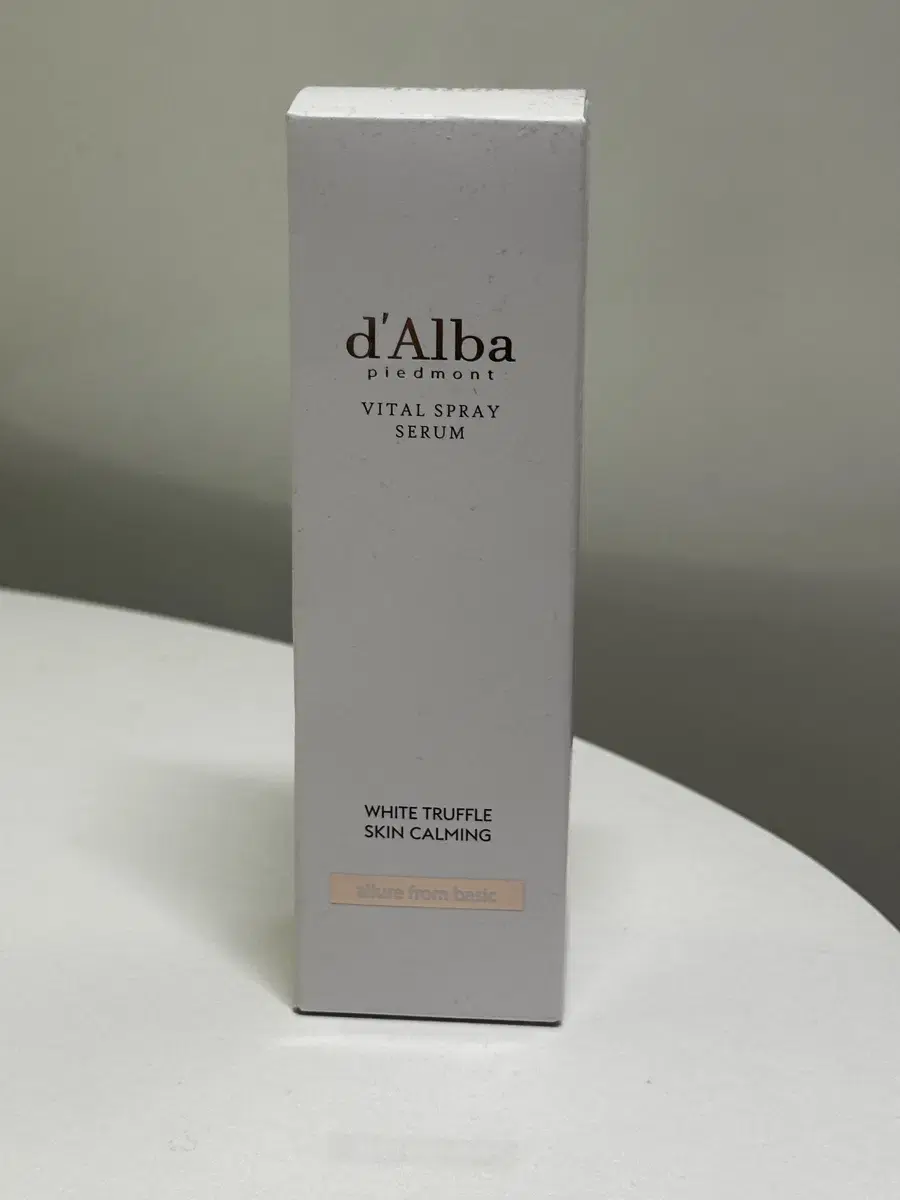 d'Alba
piedmont
VITAL SPRAY
SERUM
WHITE TRUFFLE
SKIN CALMING
allure from basic